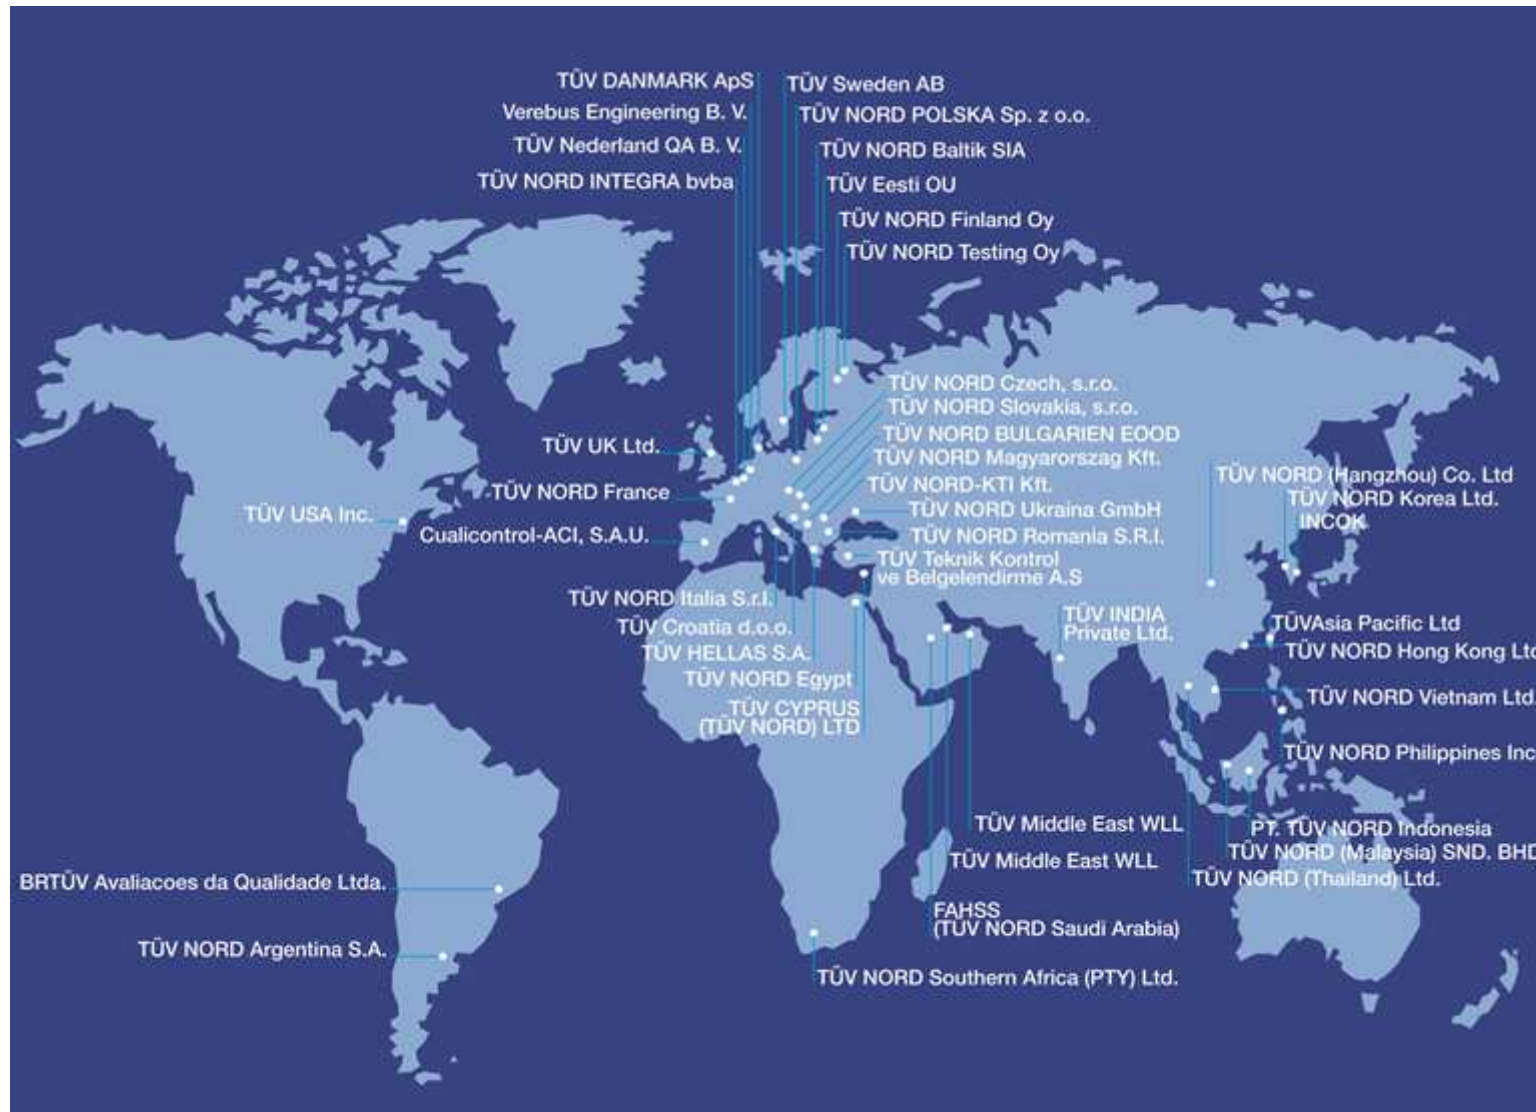 TÜV DANMARK ApS
TÜV Sweden AB
Verebus Engineering B. V.
TÜV NORD POLSKA Sp. z o.o.
TÜV Nederland QA B. V.
TÜV NORD Baltik SIA
TÜV NORD INTEGRA bvba
TÜV Eesti OU
TÜV NORD Finland Oy
TÜV NORD Testing Oy
TÜV NORD Czech, s.r.o.
TÜV NORD Slovakia, s.r.o.
TÜV NORD BULGARIEN EOOD
TÜV UK Ltd.
TÜV NORD Magyarorszag Kft.
TÜV NORD (Hangzhou) Co. Ltd
TÜV NORD-KTI Kft.
TÜV NORD France
TÜV NORD Korea Ltd.
TÜV USA Inc.
TÜV NORD Ukraina GmbH
INCOK
Cualicontrol-ACI, S.A.U.
TÜV NORD Romania S.R.l.
TÜV Teknik Kontrol
ve Belgelendirme A.S
TÜV NORD Italia S.r.l.
TÜV INDIA
Private Ltd.
TÜV Croatia d.o.o.
TÜVAsia Pacific Ltd
TÜV HELLAS S.A.
TÜV NORD Hong Kong Ltd
TÜV NORD Egypt
TÜV NORD Vietnam Ltd.
TÜV CYPRUS
(TÜV NORD) LTD
TÜV NORD Philippines Inc
TÜV Middle East WLL
PT. TÜV NORD Indonesia
TÜV NORD (Malaysia) SND. BHD
TÜV Middle East WLL
TÜV NORD (Thailand) Ltd.
BRTÜV Avaliacoes da Qualidade Ltda.
FAHSS
(TÜV NORD Saudi Arabia)
TÜV NORD Argentina S.A.
TÜV NORD Southern Africa (PTY) Ltd.